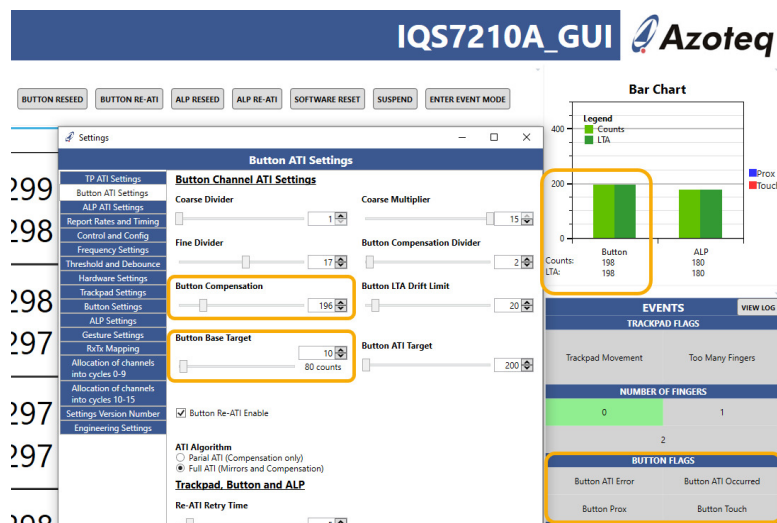 IQS7210A_GUI Azoteq
BUTTON RESEED BUTTON RE-ATI ALP RESEED ALP RE-ATI SOFTWARE RESET SUSPEND ENTER EVENT MODE
299
298
298
297
297
297
298
Settings
Button ATI Settings
TP ATI Settings
Button ATI Settings
ALP ATI Settings
Report Rates and Timing
Control and Config
Frequency Settings
Threshold and Debounce
Hardware Settings
Trackpad Settings
Button Settings
ALP Settings
Gesture Settings
RxTx Mapping
Allocation of channels
into cycles 0-9
Allocation of channels
into cycles 10-15
Settings Version Number
Engineering Settings
Button Channel ATI Settings
Coarse Divider
1
Coarse Multiplier
15
Fine Divider
17
Button Compensation Divider
2
Button Compensation
196
Button LTA Drift Limit
20
Button Base Target
10
80 counts
Button ATI Target
200
Button Re-ATI Enable
ATI Algorithm
Parial ATI (Compensation only)
Full ATI (Mirrors and Compensation)
Trackpad, Button and ALP
Re-ATI Retry Time
Bar Chart
Legend
Counts
LTA
400
200
0
Prox
Touch
Button ALP
Counts: 198 180
LTA: 198 180
EVENTS VIEW LOG
TRACKPAD FLAGS
Trackpad Movement Too Many Fingers
NUMBER OF FINGERS
0 1
2
BUTTON FLAGS
Button ATI Error Button ATI Occurred
Button Prox Button Touch